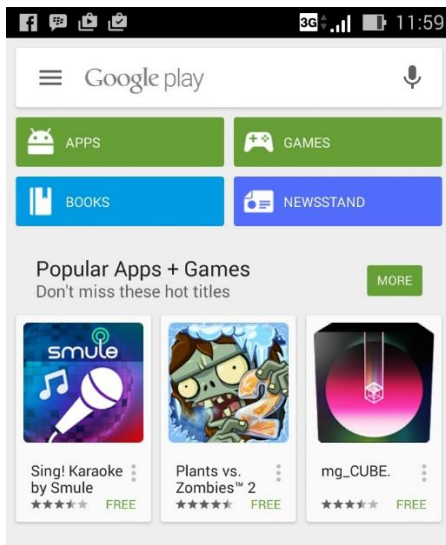 3G 11:59
Google play
APPS
GAMES
BOOKS
NEWSSTAND
Popular Apps + Games
Don't miss these hot titles
MORE
smule
2
Sing! Karaoke
by Smule
FREE
Plants vs.
Zombies™ 2
FREE
mg_CUBE.
FREE